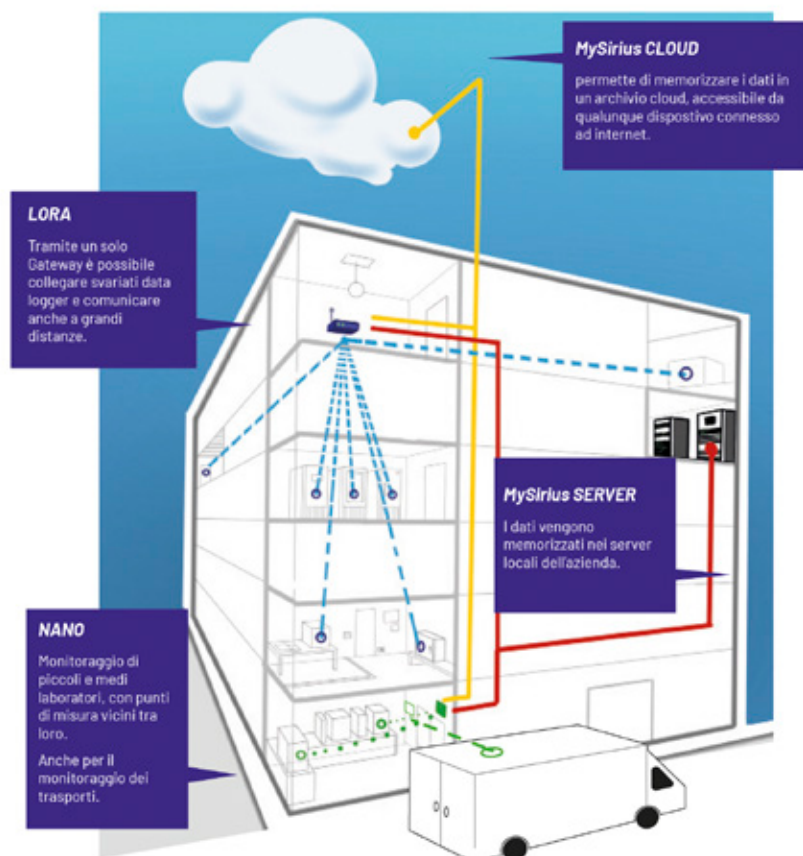 MySirius CLOUD
permette di memorizzare i dati in
un archivio cloud, accessibile da
qualunque dispostivo connesso
ad internet.
LORA
Tramite un solo
Gateway è possibile
collegare svariati data
logger e comunicare
anche a grandi
distanze.
MySirius SERVER
I dati vengono
memorizzati nei server
locali dell'azienda.
NANO
Monitoraggio di
piccoli e medi
laboratori, con punti
di misura vicini tra
loro.
Anche per il
monitoraggio dei
trasporti.